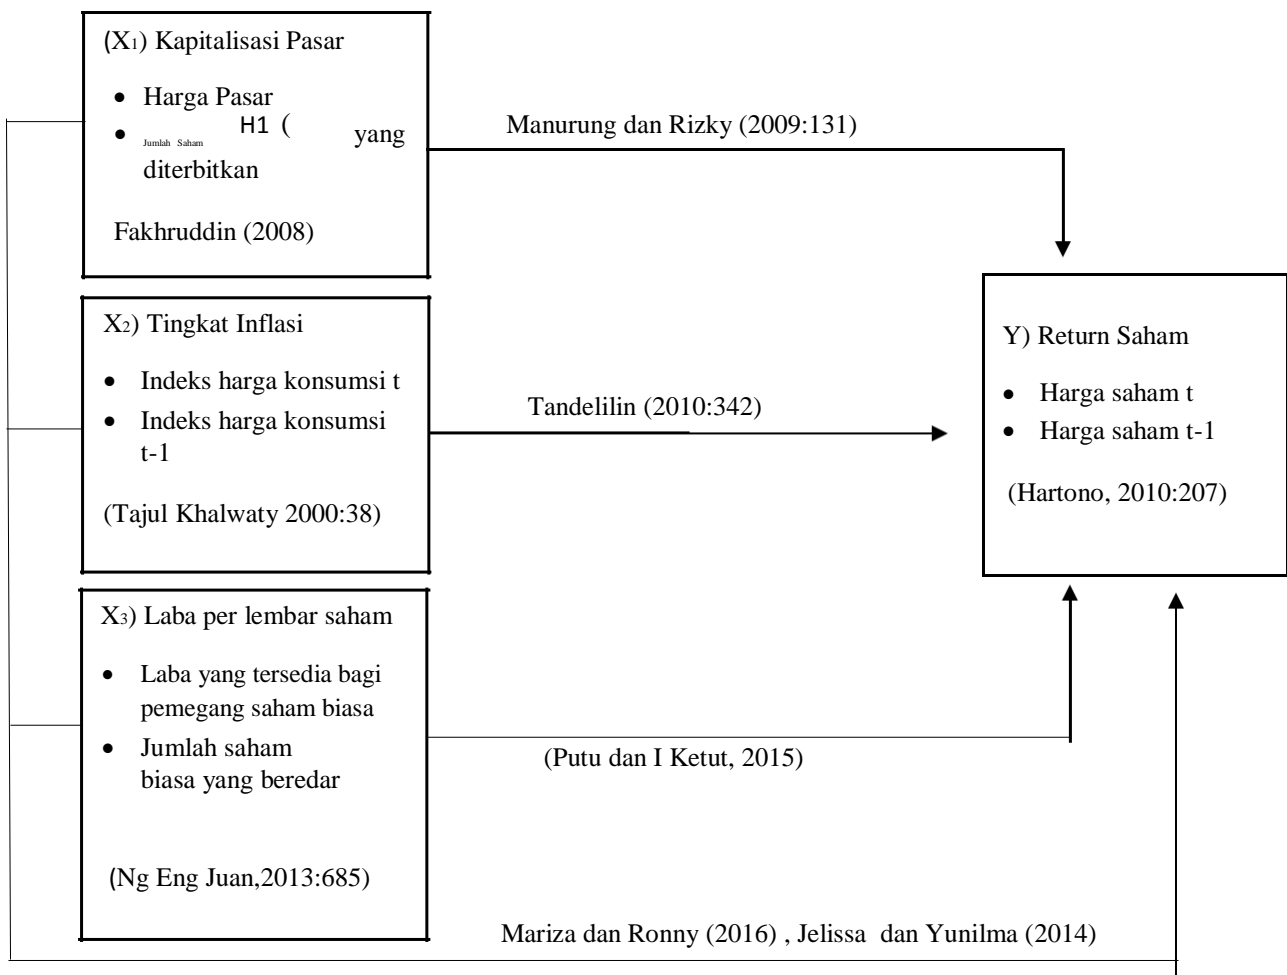 (X1) Kapitalisasi Pasar
• Harga Pasar
• Jumlah Saham H1 ( yang
diterbitkan
Fakhruddin (2008)
Manurung dan Rizky (2009:131)
X2) Tingkat Inflasi
• Indeks harga konsumsi t
• Indeks harga konsumsi
t-1
(Tajul Khalwaty 2000:38)
Tandelilin (2010:342)
Y) Return Saham
• Harga saham t
• Harga saham t-1
(Hartono, 2010:207)
X3) Laba per lembar saham
• Laba yang tersedia bagi
pemegang saham biasa
• Jumlah saham
biasa yang beredar
(Ng Eng Juan,2013:685)
(Putu dan I Ketut, 2015)
Mariza dan Ronny (2016) , Jelissa dan Yunilma (2014)